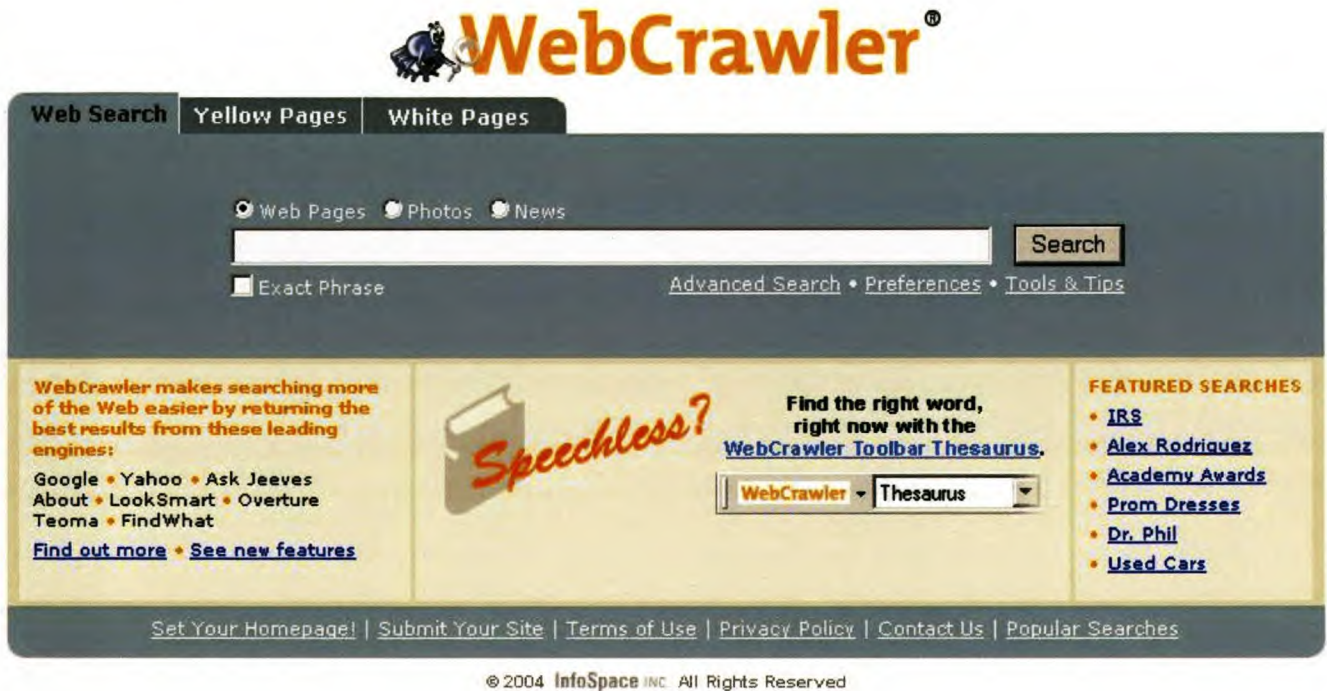 WebCrawler®
Web Search Yellow Pages White Pages
Web Pages Photos News
Search
Exact Phrase
Advanced Search • Preferences • Tools & Tips
WebCrawler makes searching more
of the Web easier by returning the
best results from these leading
engines:
Google • Yahoo • Ask Jeeves
About • LookSmart • Overture
Teoma • FindWhat
Find out more • See new features
Speechless?
Find the right word,
right now with the
WebCrawler Toolbar Thesaurus.
WebCrawler Thesaurus
FEATURED SEARCHES
• IRS
• Alex Rodriguez
• Academy Awards
• Prom Dresses
• Dr. Phil
• Used Cars
Set Your Homepage! | Submit Your Site | Terms of Use | Privacy Policy | Contact Us | Popular Searches
© 2004 InfoSpace INC All Rights Reserved